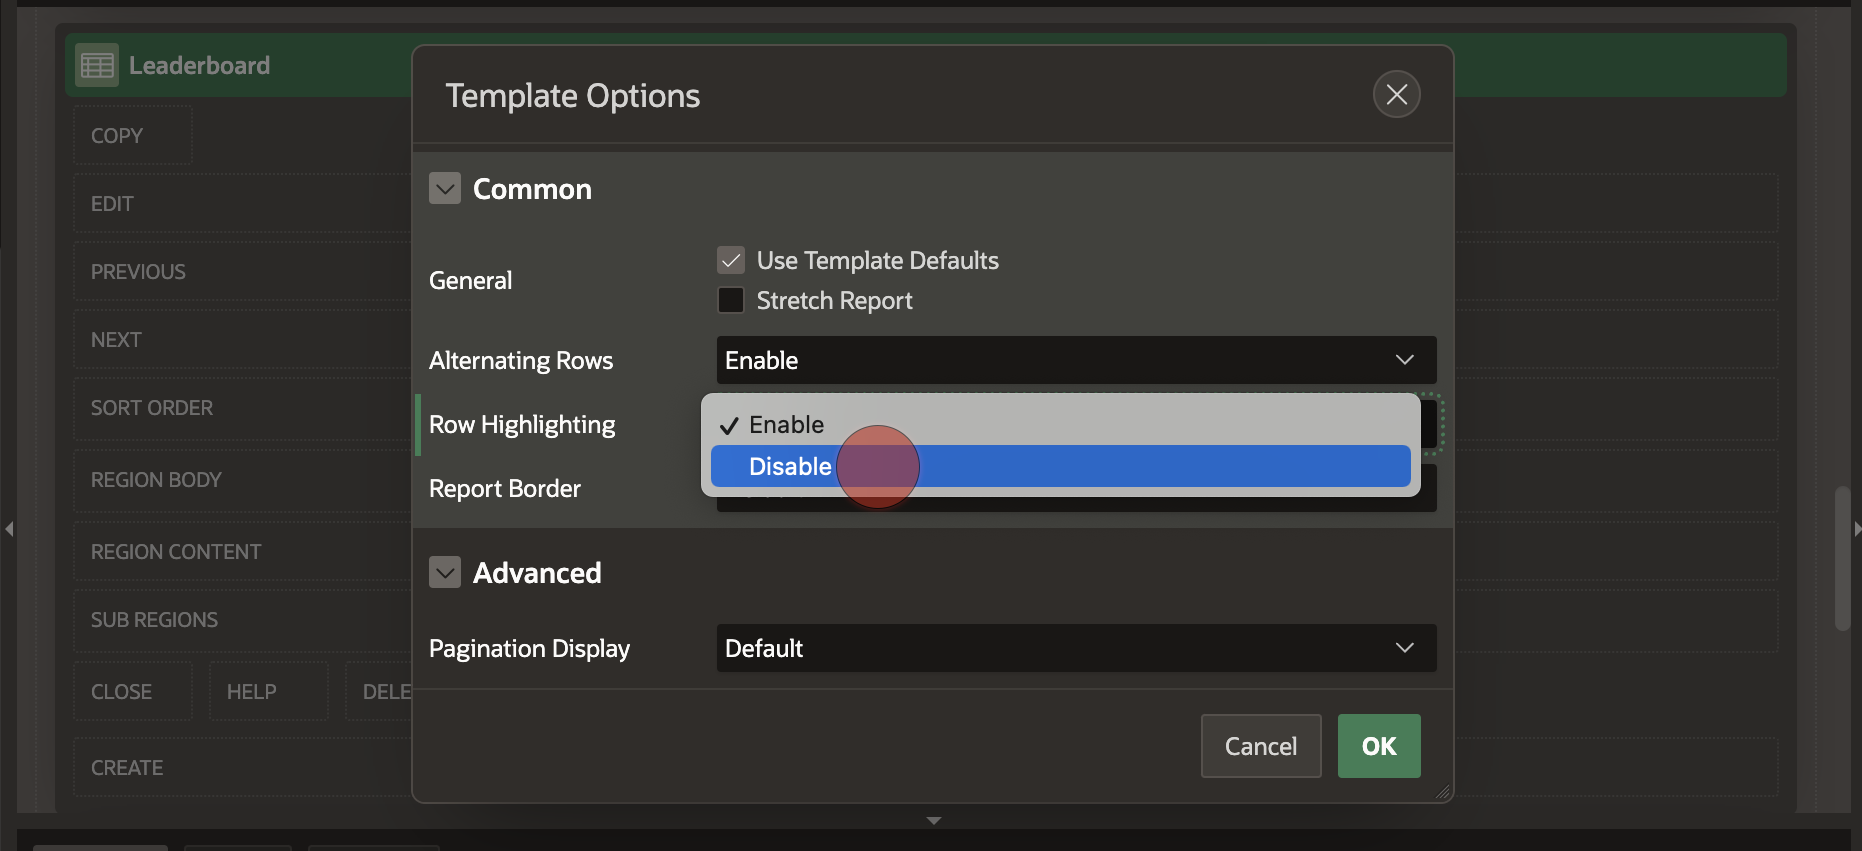 Leaderboard
Template Options
COPY
Common
EDIT
Use Template Defaults
General
PREVIOUS
Stretch Report
NEXT
Alternating Rows
Enable
SORT ORDER
Row Highlighting
Enable
Disable
REGION BODY
Report Border
REGION CONTENT
Advanced
SUB REGIONS
Pagination Display
Default
CLOSE
HELP
DELE
Cancel
OK
CREATE